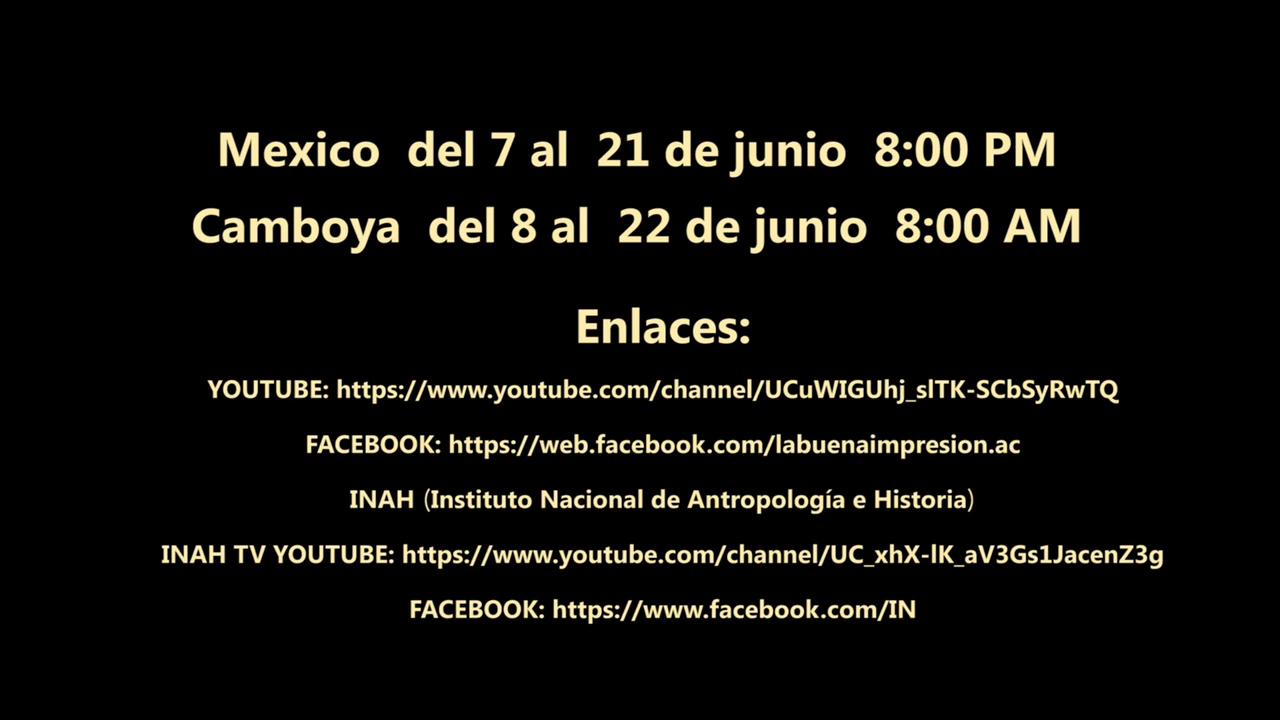 Mexico del 7 al 21 de junio 8:00 PM
Camboya del 8 al 22 de junio 8:00 AM
Enlaces:
YOUTUBE: https://www.youtube.com/channel/UCuWIGUhj_slTK-SCbSyRwTQ
FACEBOOK: https://web.facebook.com/labuenaimpresion.ac
INAH (Instituto Nacional de Antropología e Historia)
INAH TV YOUTUBE: https://www.youtube.com/channel/UC_xhX-lK_aV3Gs1JacenZ3g
FACEBOOK: https://www.facebook.com/IN